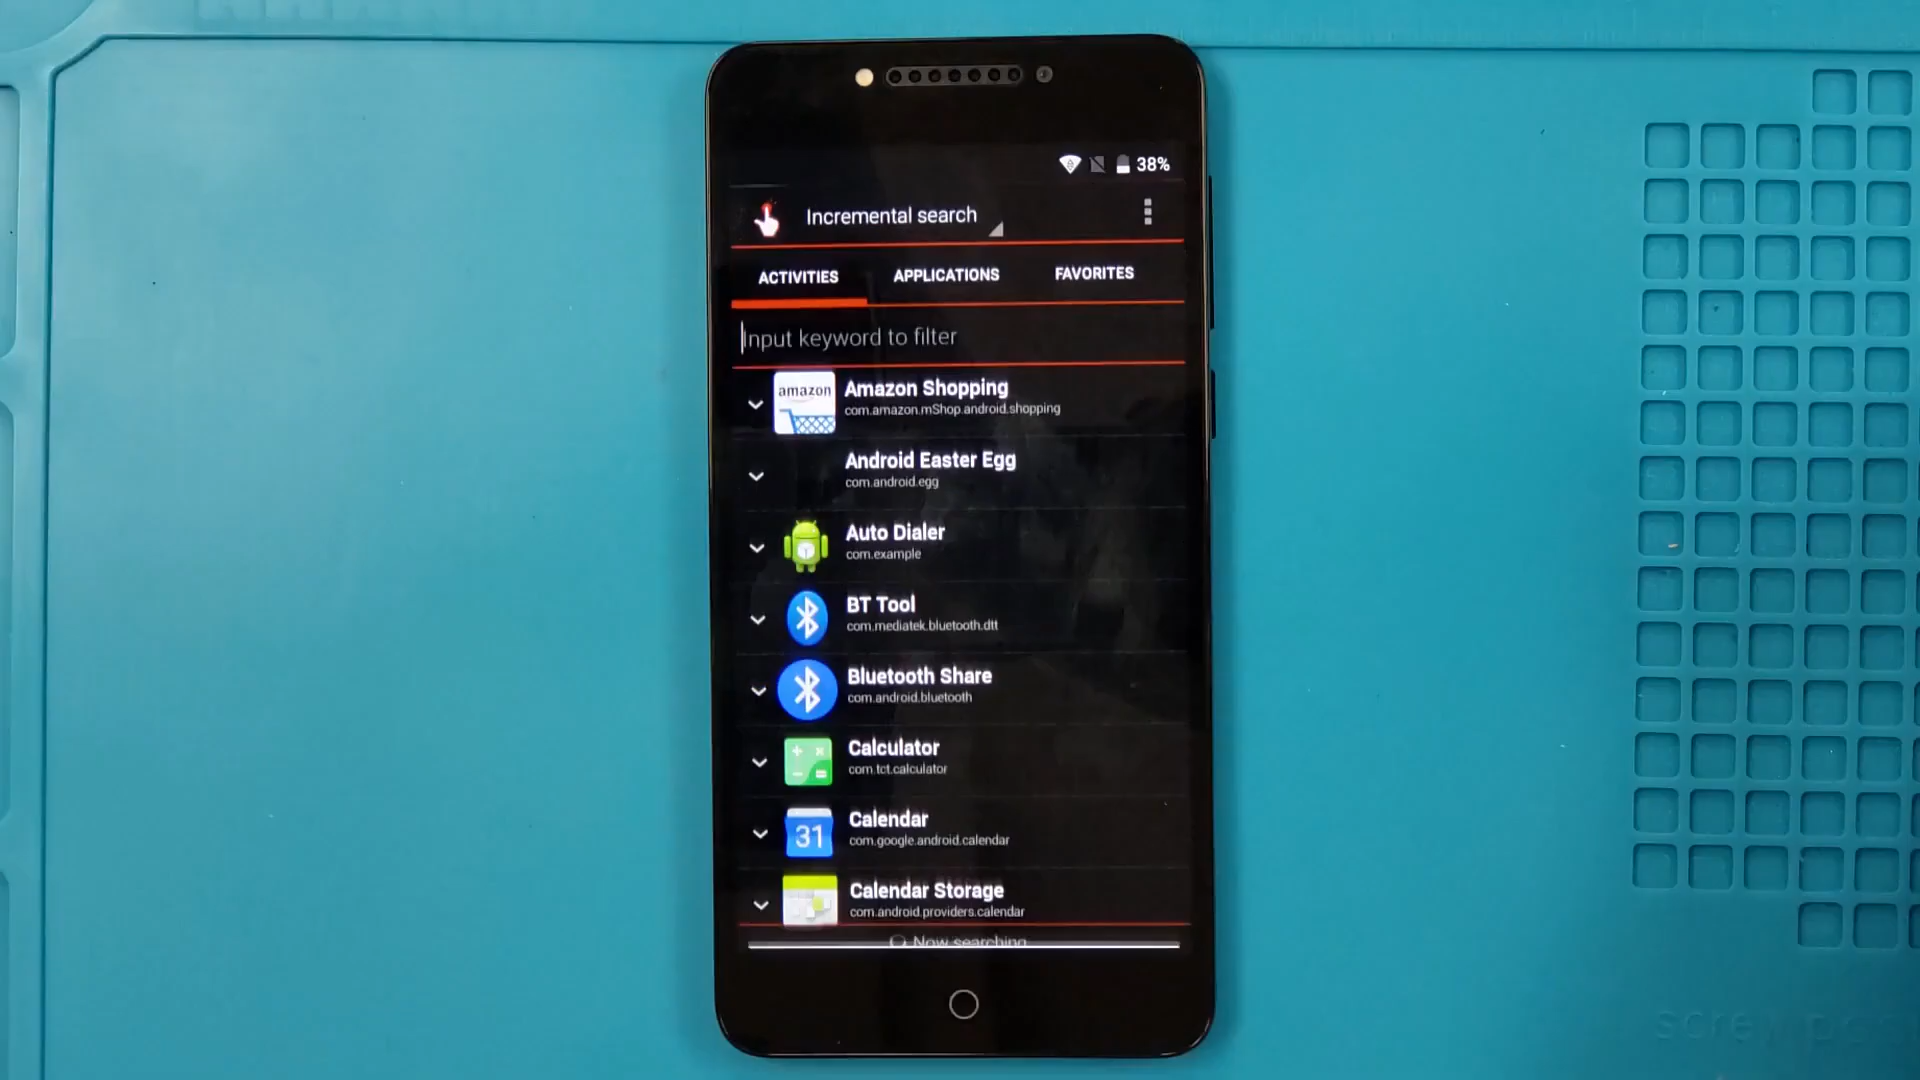 38%
Incremental search
ACTIVITIES APPLICATIONS FAVORITES
Input keyword to filter
amazon
Amazon Shopping
com.amazon.mShop.android.shopping
Android Easter Egg
com.android.egg
Auto Dialer
com.example
BT Tool
com.mediatek.bluetooth.dtt
Bluetooth Share
com.android.bluetooth
Calculator
com.tct.calculator
31
Calendar
com.google.android.calendar
Calendar Storage
com.android.providers.calendar
Now searching